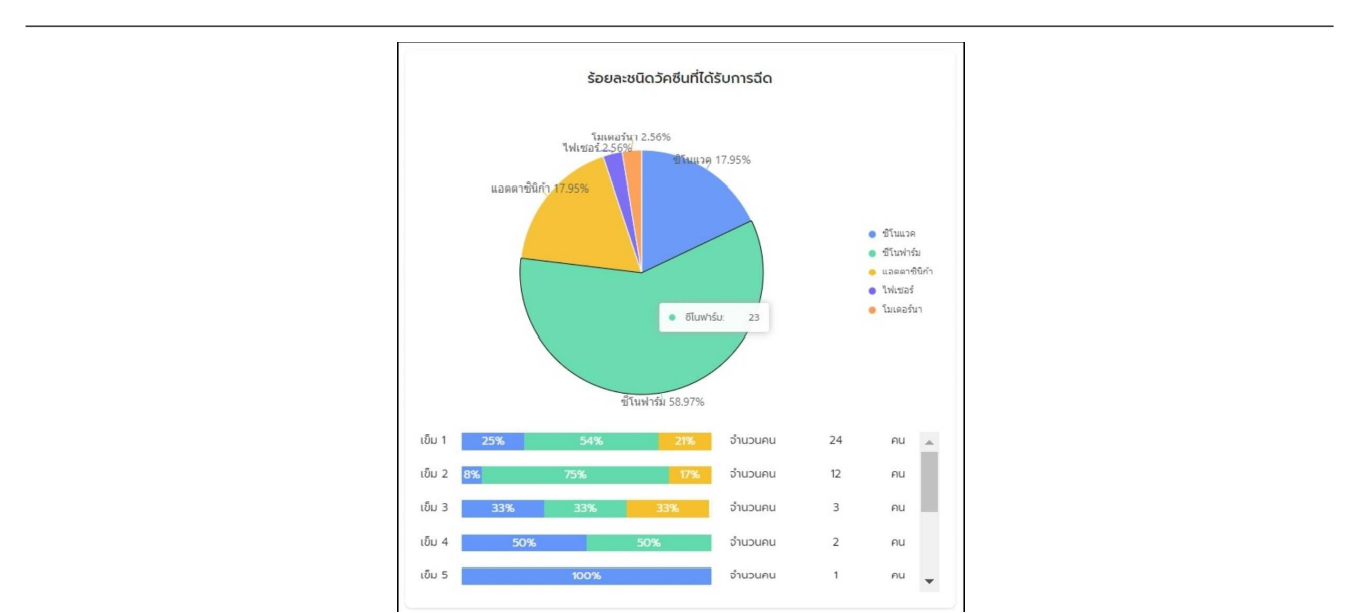 ร้อยละชนิดวัคซีนที่ได้รับการฉีด
โมเดอร์นา 2.56%
ไฟเซอร์ 2.56%
ซิโนแวค 17.95%
แอตตาซินิก้า 17.95%
ซิโนแวค
ซิโนฟาร์ม
แอตตาซินิก้า
ไฟเซอร์
โมเดอร์นา
ซิโนฟาร์ม: 23
ซิโนฟาร์ม 58.97%
เข็ม 1 25% 54% 21% จำนวนคน 24 คน
เข็ม 2 8% 75% 17% จำนวนคน 12 คน
เข็ม 3 33% 33% 33% จำนวนคน 3 คน
เข็ม 4 50% 50% จำนวนคน 2 คน
เข็ม 5 100% จำนวนคน 1 คน